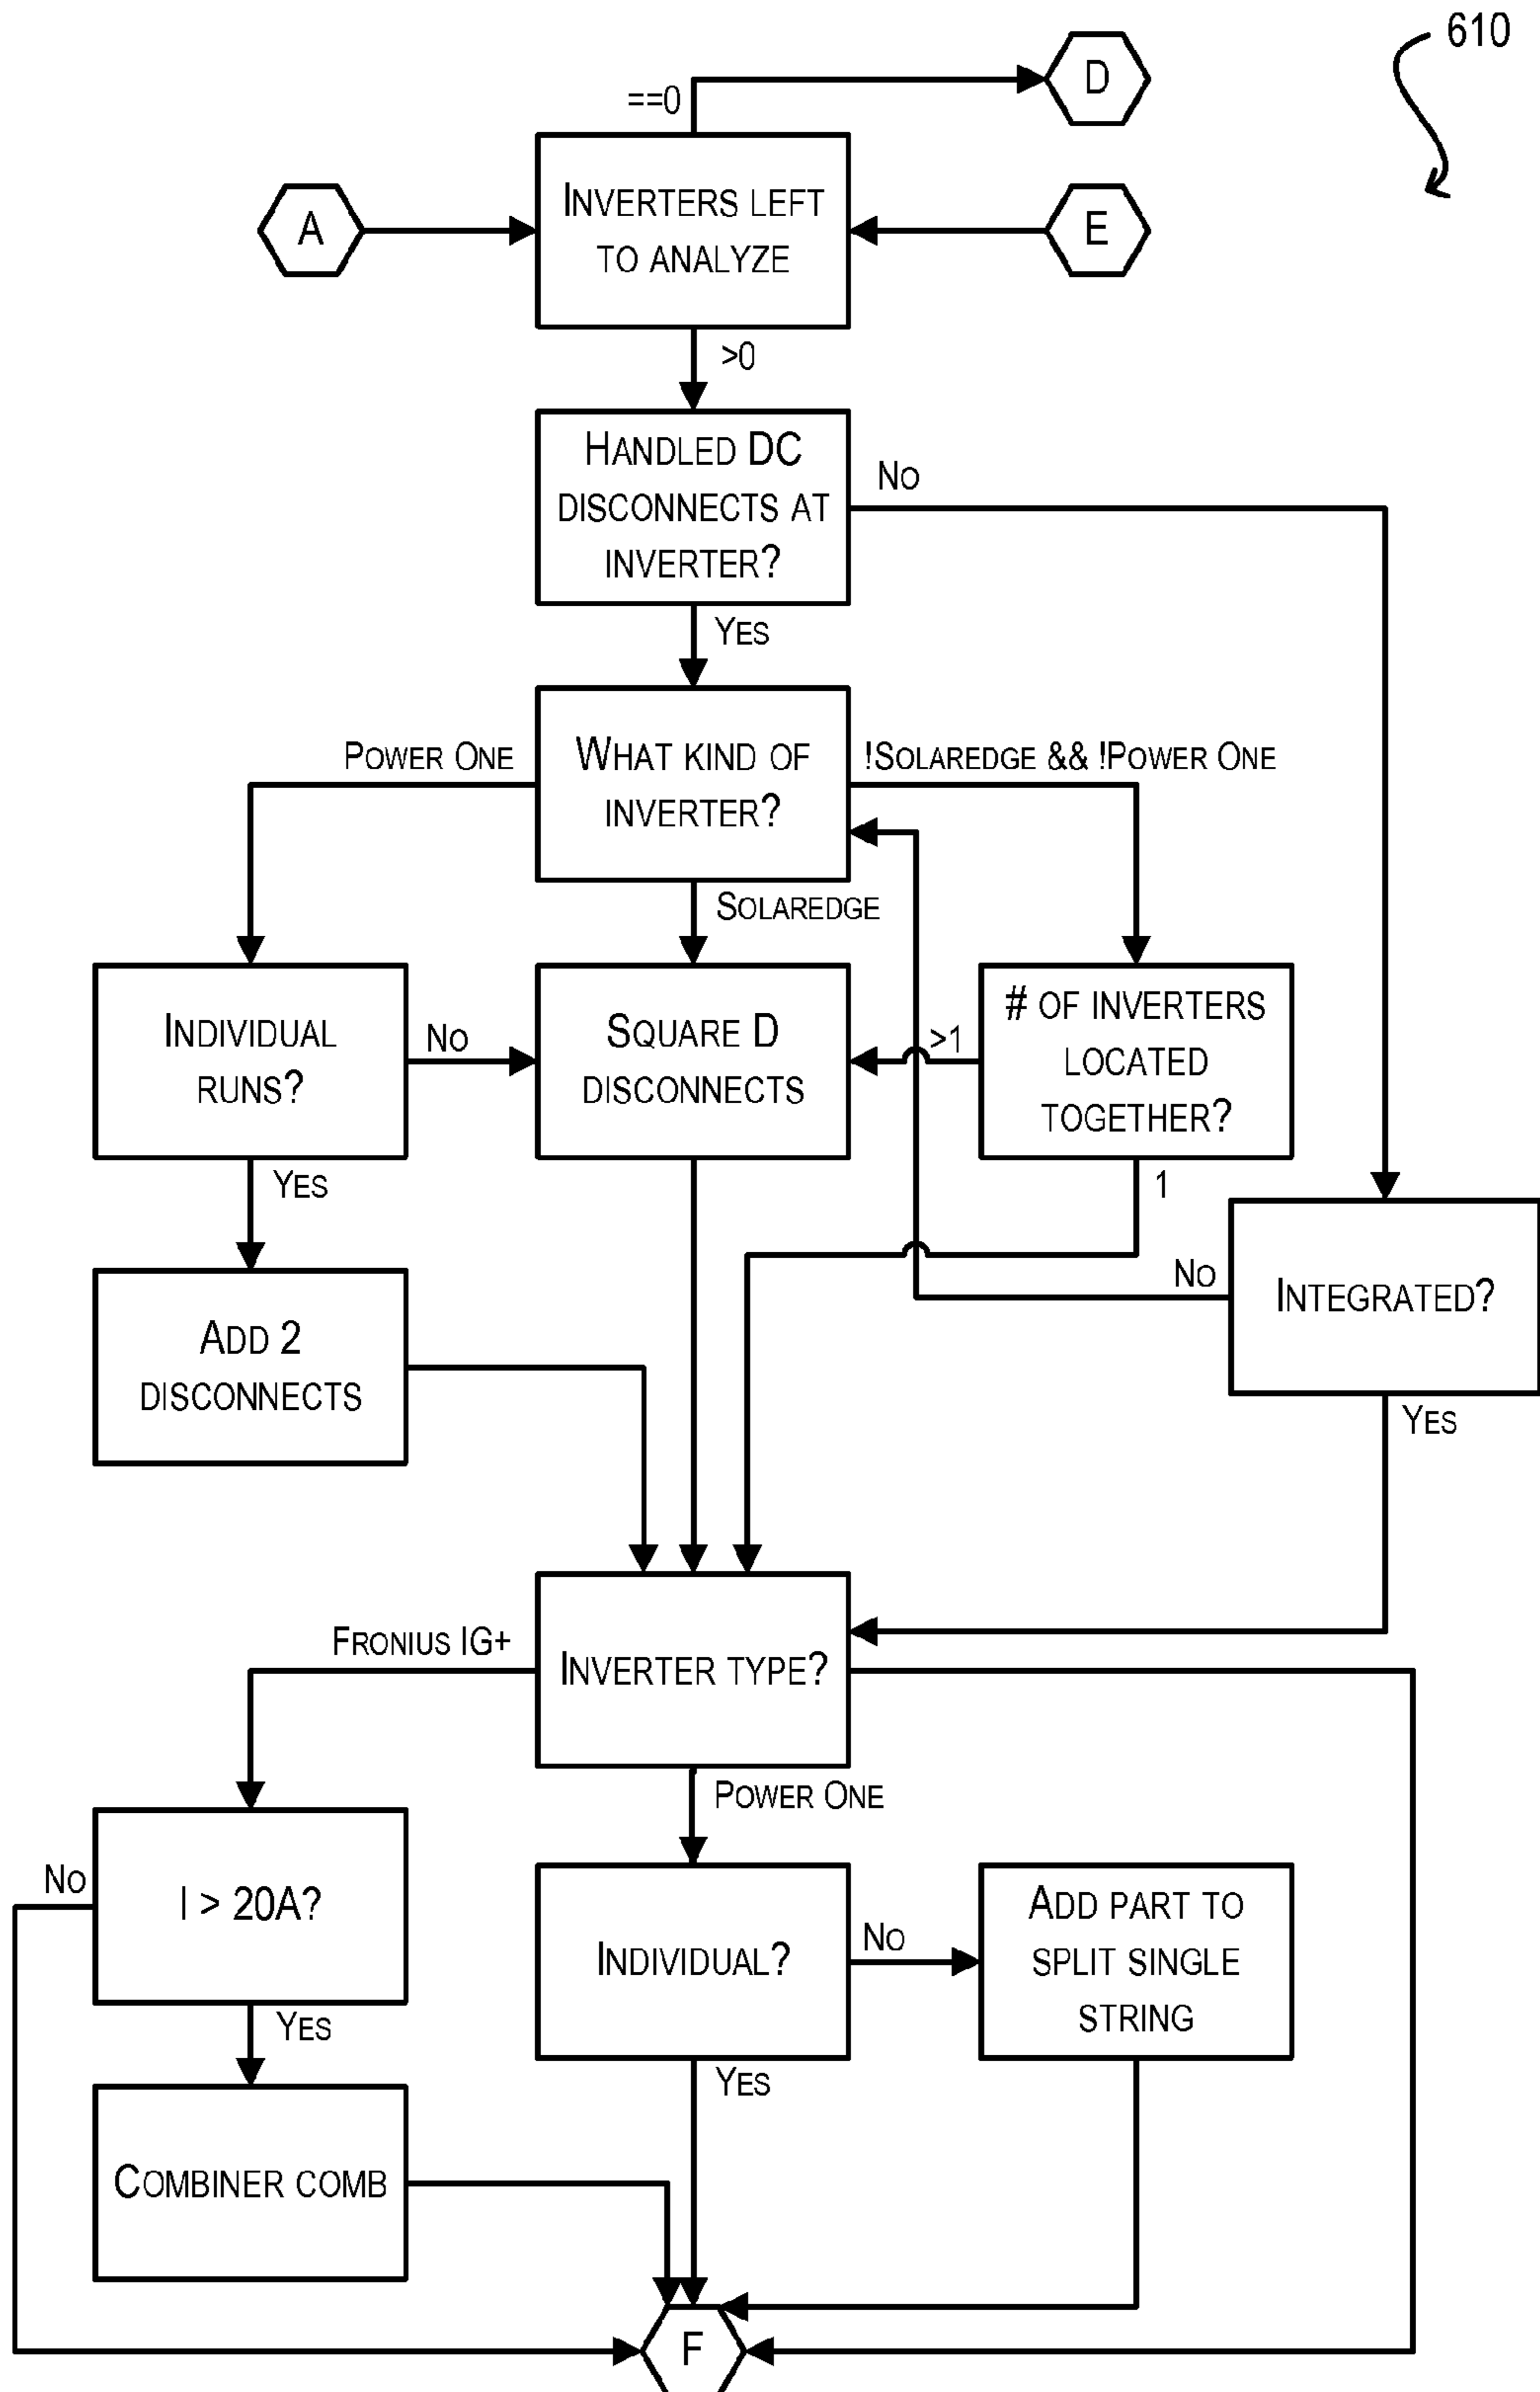 610
D
==0
INVERTERS LEFT
TO ANALYZE
A
E
>0
HANDLED DC
DISCONNECTS AT
INVERTER?
NO
YES
POWER ONE
WHAT KIND OF
INVERTER?
!SOLAREDGE && !POWER ONE
SOLAREDGE
INDIVIDUAL
RUNS?
NO
SQUARE D
DISCONNECTS
>1
# OF INVERTERS
LOCATED
TOGETHER?
YES
1
ADD 2
DISCONNECTS
NO
INTEGRATED?
YES
FRONIUS IG+
INVERTER TYPE?
POWER ONE
NO
I > 20A?
INDIVIDUAL?
NO
ADD PART TO
SPLIT SINGLE
STRING
YES
YES
COMBINER COMB
F